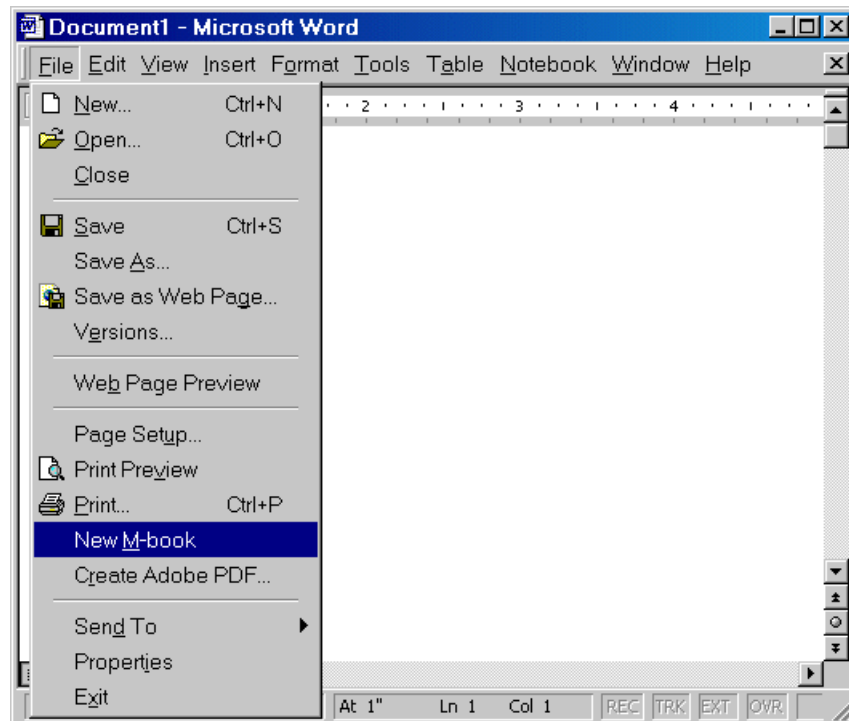 Document1 - Microsoft Word
File Edit View Insert Format Tools Table Notebook Window Help
New... Ctrl+N
2 3 4
Open... Ctrl+O
Close
Save Ctrl+S
Save As...
Save as Web Page...
Versions...
Web Page Preview
Page Setup...
Print Preview
Print... Ctrl+P
New M-book
Create Adobe PDF...
Send To
Properties
Exit
At 1" Ln 1 Col 1 REC TRK EXT OVR